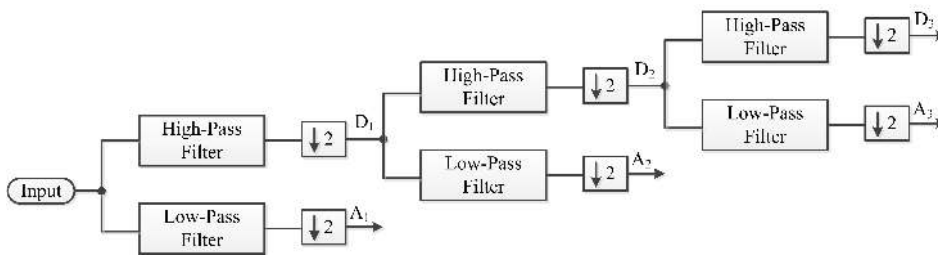 High-Pass
Filter
↓2
D3
High-Pass
Filter
↓2
D2
Low-Pass
Filter
↓2
A3
High-Pass
Filter
↓2
D1
Low-Pass
Filter
↓2
A2
Input
Low-Pass
Filter
↓2
A1